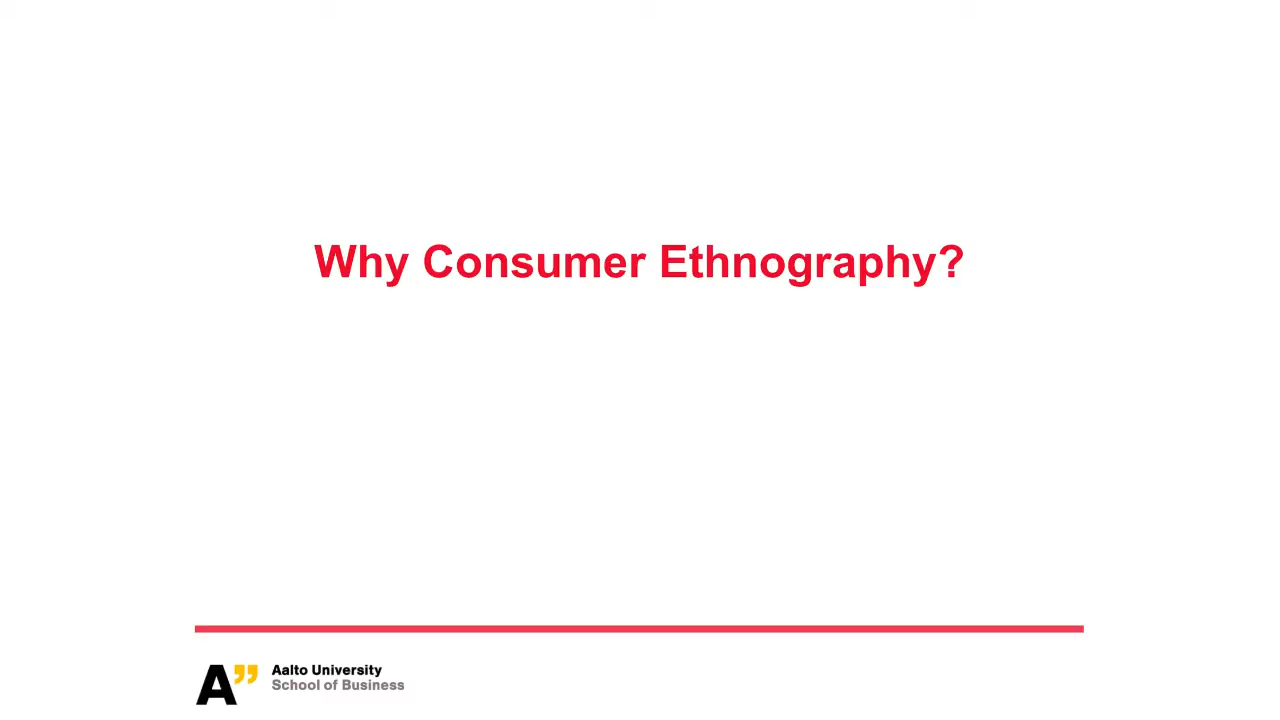 Why Consumer Ethnography?
A”
Aalto University
School of Business